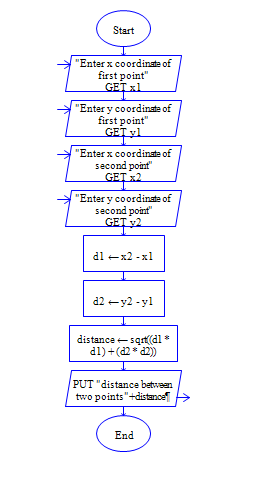 Start
"Enter x coordinate of
first point"
GET x1
"Enter y coordinate of
first point"
GET y1
"Enter x coordinate of
second point"
GET x2
"Enter y coordinate of
second point"
GET y2
d1 ← x2 - x1
d2 ← y2 - y1
distance ← sqrt((d1 *
d1) + (d2 * d2))
PUT "distance between
two points"+distance¶
End